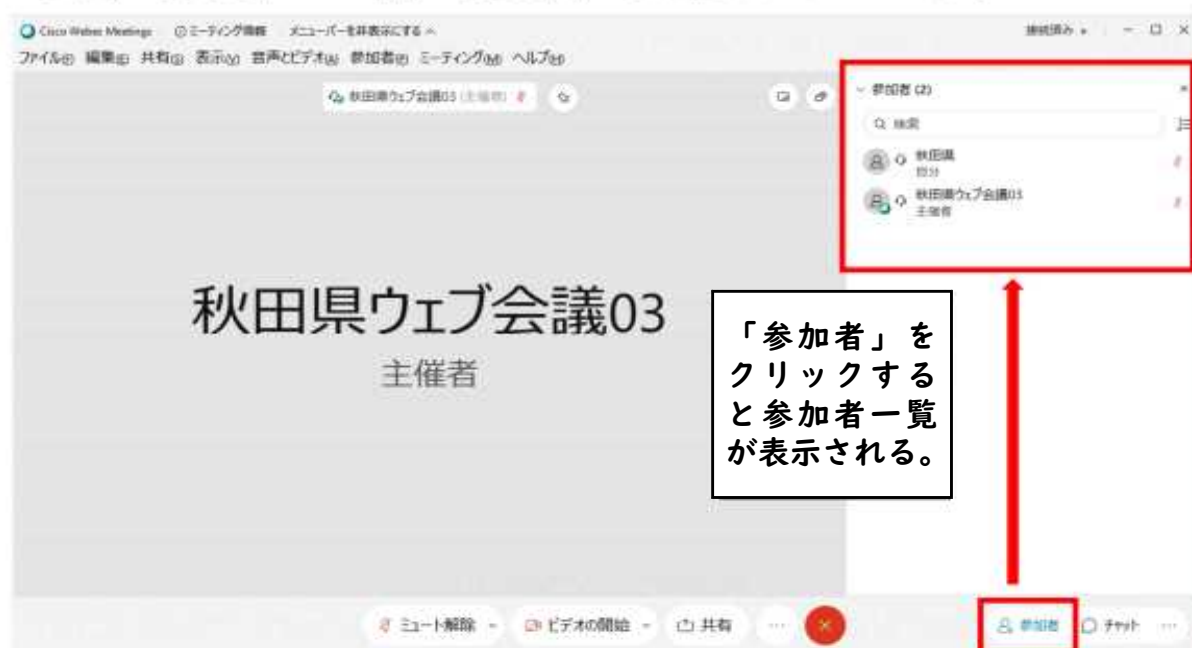 Cisco Webex Meetings ミーティング情報 メニューバーを非表示にする
接続済み
ファイル(F) 編集(E) 共有(S) 表示(V) 音声とビデオ(A) 参加者(P) ミーティング(M) ヘルプ(H)
秋田県ウェブ会議03 (主催者)
参加者 (2)
検索
秋田県
自分
秋田県ウェブ会議03
主催者
秋田県ウェブ会議03
主催者
「参加者」を
クリックする
と参加者一覧
が表示される。
ミュート解除 ビデオの開始 共有
参加者 チャット